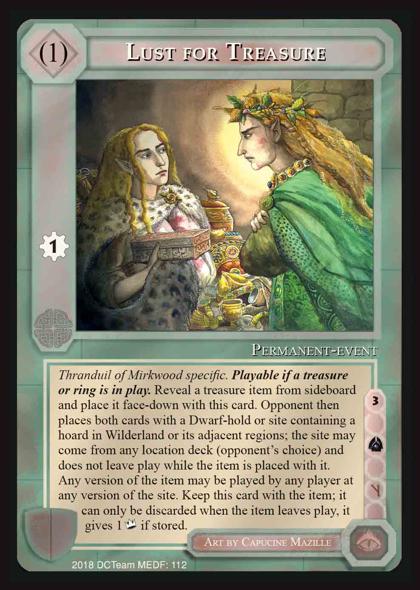 (1)
LUST FOR TREASURE
1
PERMANENT-EVENT
Thranduil of Mirkwood specific. Playable if a treasure
or ring is in play. Reveal a treasure item from sideboard
and place it face-down with this card. Opponent then
places both cards with a Dwarf-hold or site containing a
hoard in Wilderland or its adjacent regions; the site may
come from any location deck (opponent's choice) and
does not leave play while the item is placed with it.
Any version of the item may be played by any player at
any version of the site. Keep this card with the item; it
can only be discarded when the item leaves play, it
gives 1 if stored.
3
ART BY CAPUCINE MAZILLE
2018 DCTeam MEDF: 112